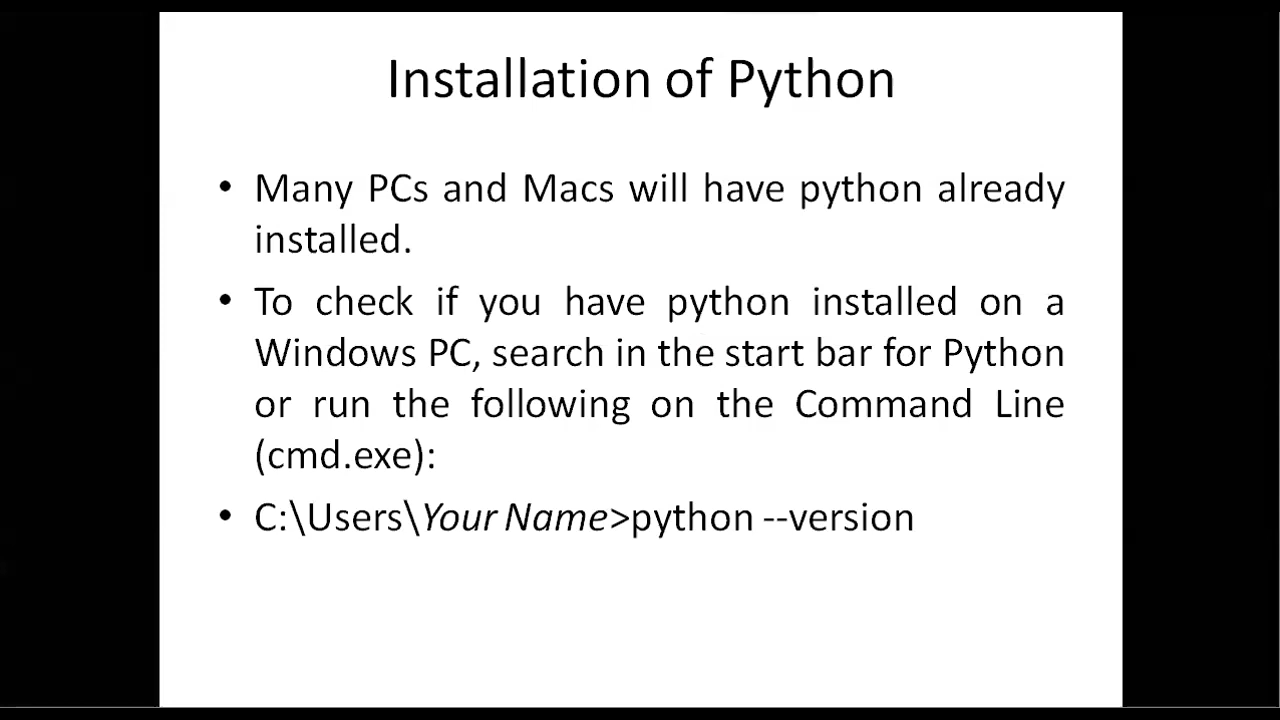 Installation of Python
• Many PCs and Macs will have python already
installed.
• To check if you have python installed on a
Windows PC, search in the start bar for Python
or run the following on the Command Line
(cmd.exe):
• C:\Users\Your Name>python --version